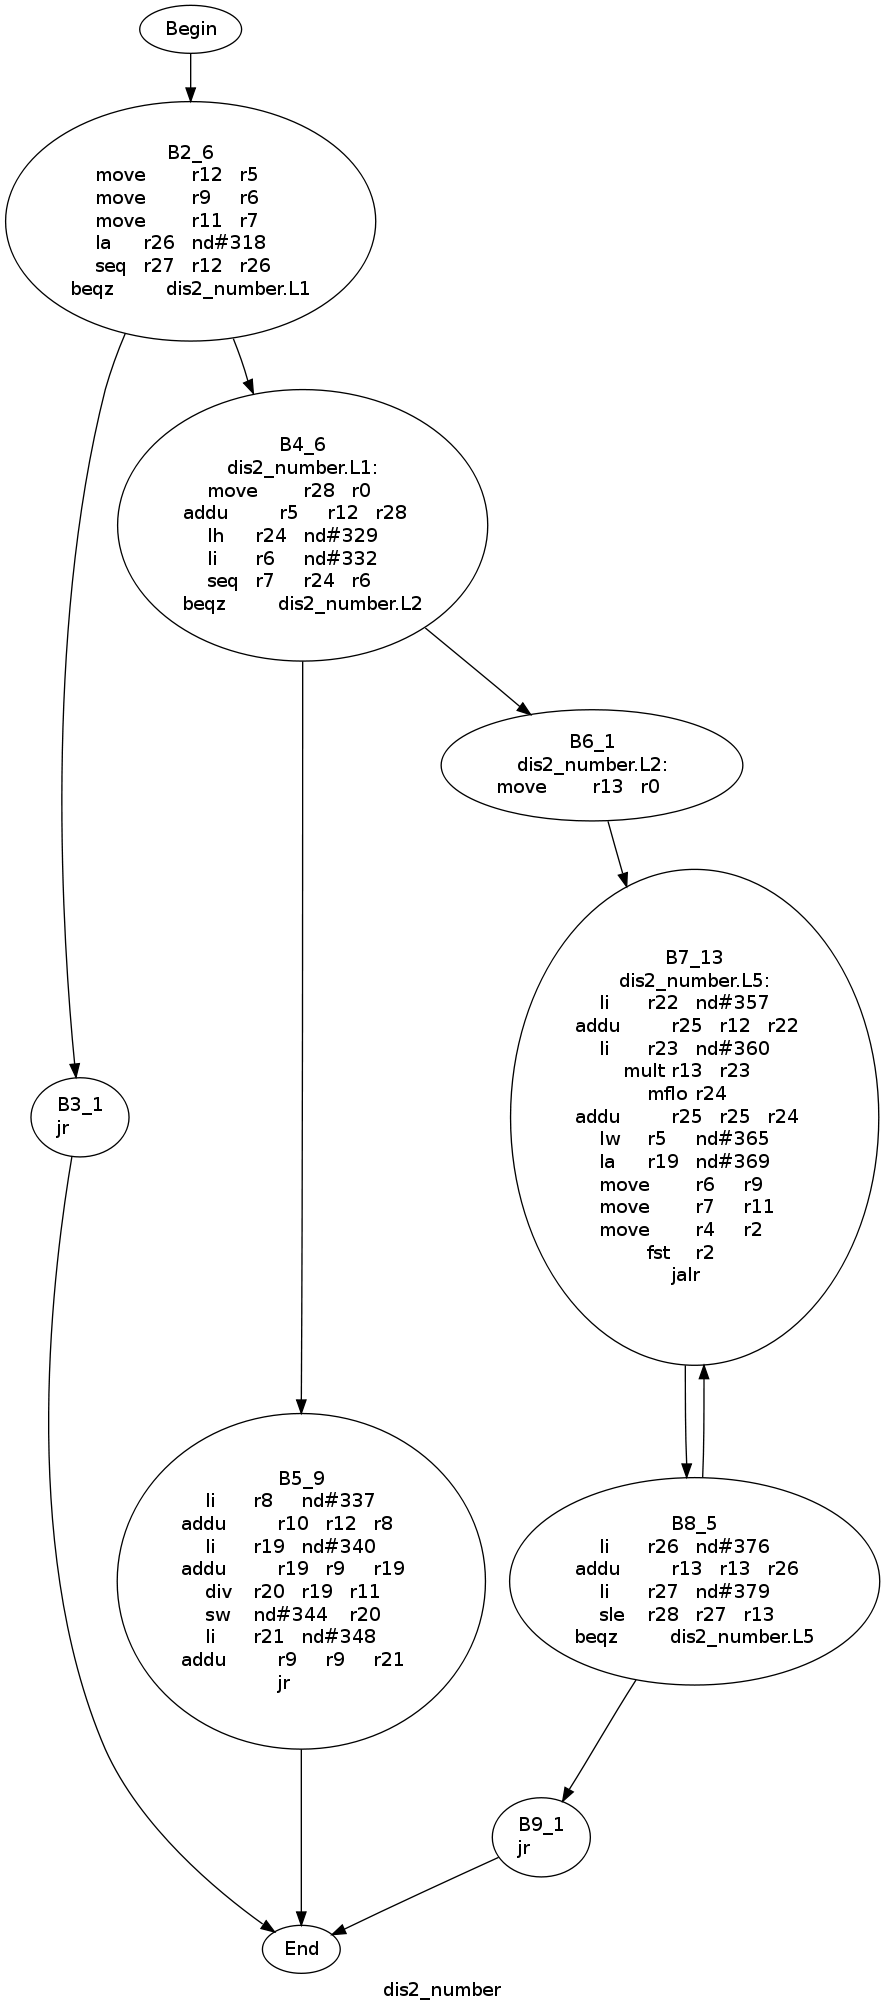 Begin
B2_6
move r12 r5
move r9 r6
move r11 r7
la r26 nd#318
seq r27 r12 r26
beqz dis2_number.L1
B4_6
dis2_number.L1:
move r28 r0
addu r5 r12 r28
lh r24 nd#329
li r6 nd#332
seq r7 r24 r6
beqz dis2_number.L2
B6_1
dis2_number.L2:
move r13 r0
B7_13
dis2_number.L5:
li r22 nd#357
addu r25 r12 r22
li r23 nd#360
mult r13 r23
mflo r24
addu r25 r25 r24
lw r5 nd#365
la r19 nd#369
move r6 r9
move r7 r11
move r4 r2
fst r2
jalr
B3_1
jr
B5_9
li r8 nd#337
addu r10 r12 r8
li r19 nd#340
addu r19 r9 r19
div r20 r19 r11
sw nd#344 r20
li r21 nd#348
addu r9 r9 r21
jr
B8_5
li r26 nd#376
addu r13 r13 r26
li r27 nd#379
sle r28 r27 r13
beqz dis2_number.L5
B9_1
jr
End
dis2_number